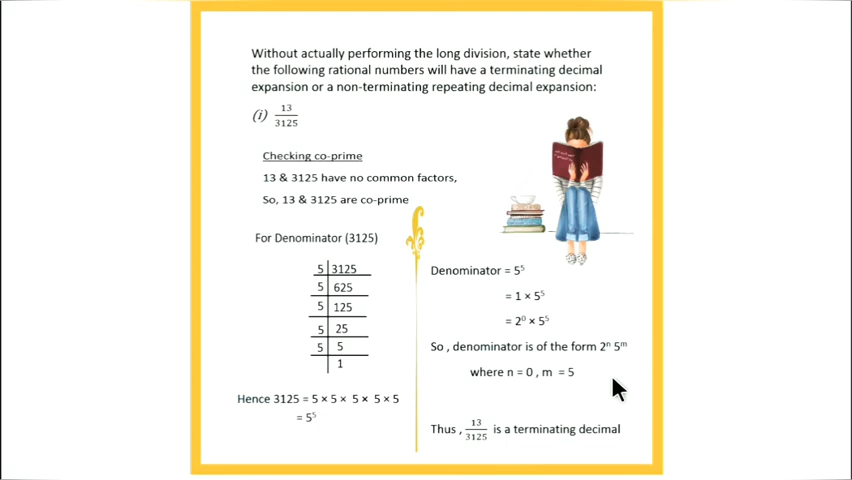 Without actually performing the long division, state whether
the following rational numbers will have a terminating decimal
expansion or a non-terminating repeating decimal expansion:
(i) 13/3125
Checking co-prime
13 & 3125 have no common factors,
So, 13 & 3125 are co-prime
For Denominator (3125)
5 | 3125
5 | 625
5 | 125
5 | 25
5 | 5
1
Hence 3125 = 5 × 5 × 5 × 5 × 5
= 5⁵
Denominator = 5⁵
= 1 × 5⁵
= 2⁰ × 5⁵
So , denominator is of the form 2ⁿ 5ᵐ
where n = 0 , m = 5
Thus , 13/3125 is a terminating decimal